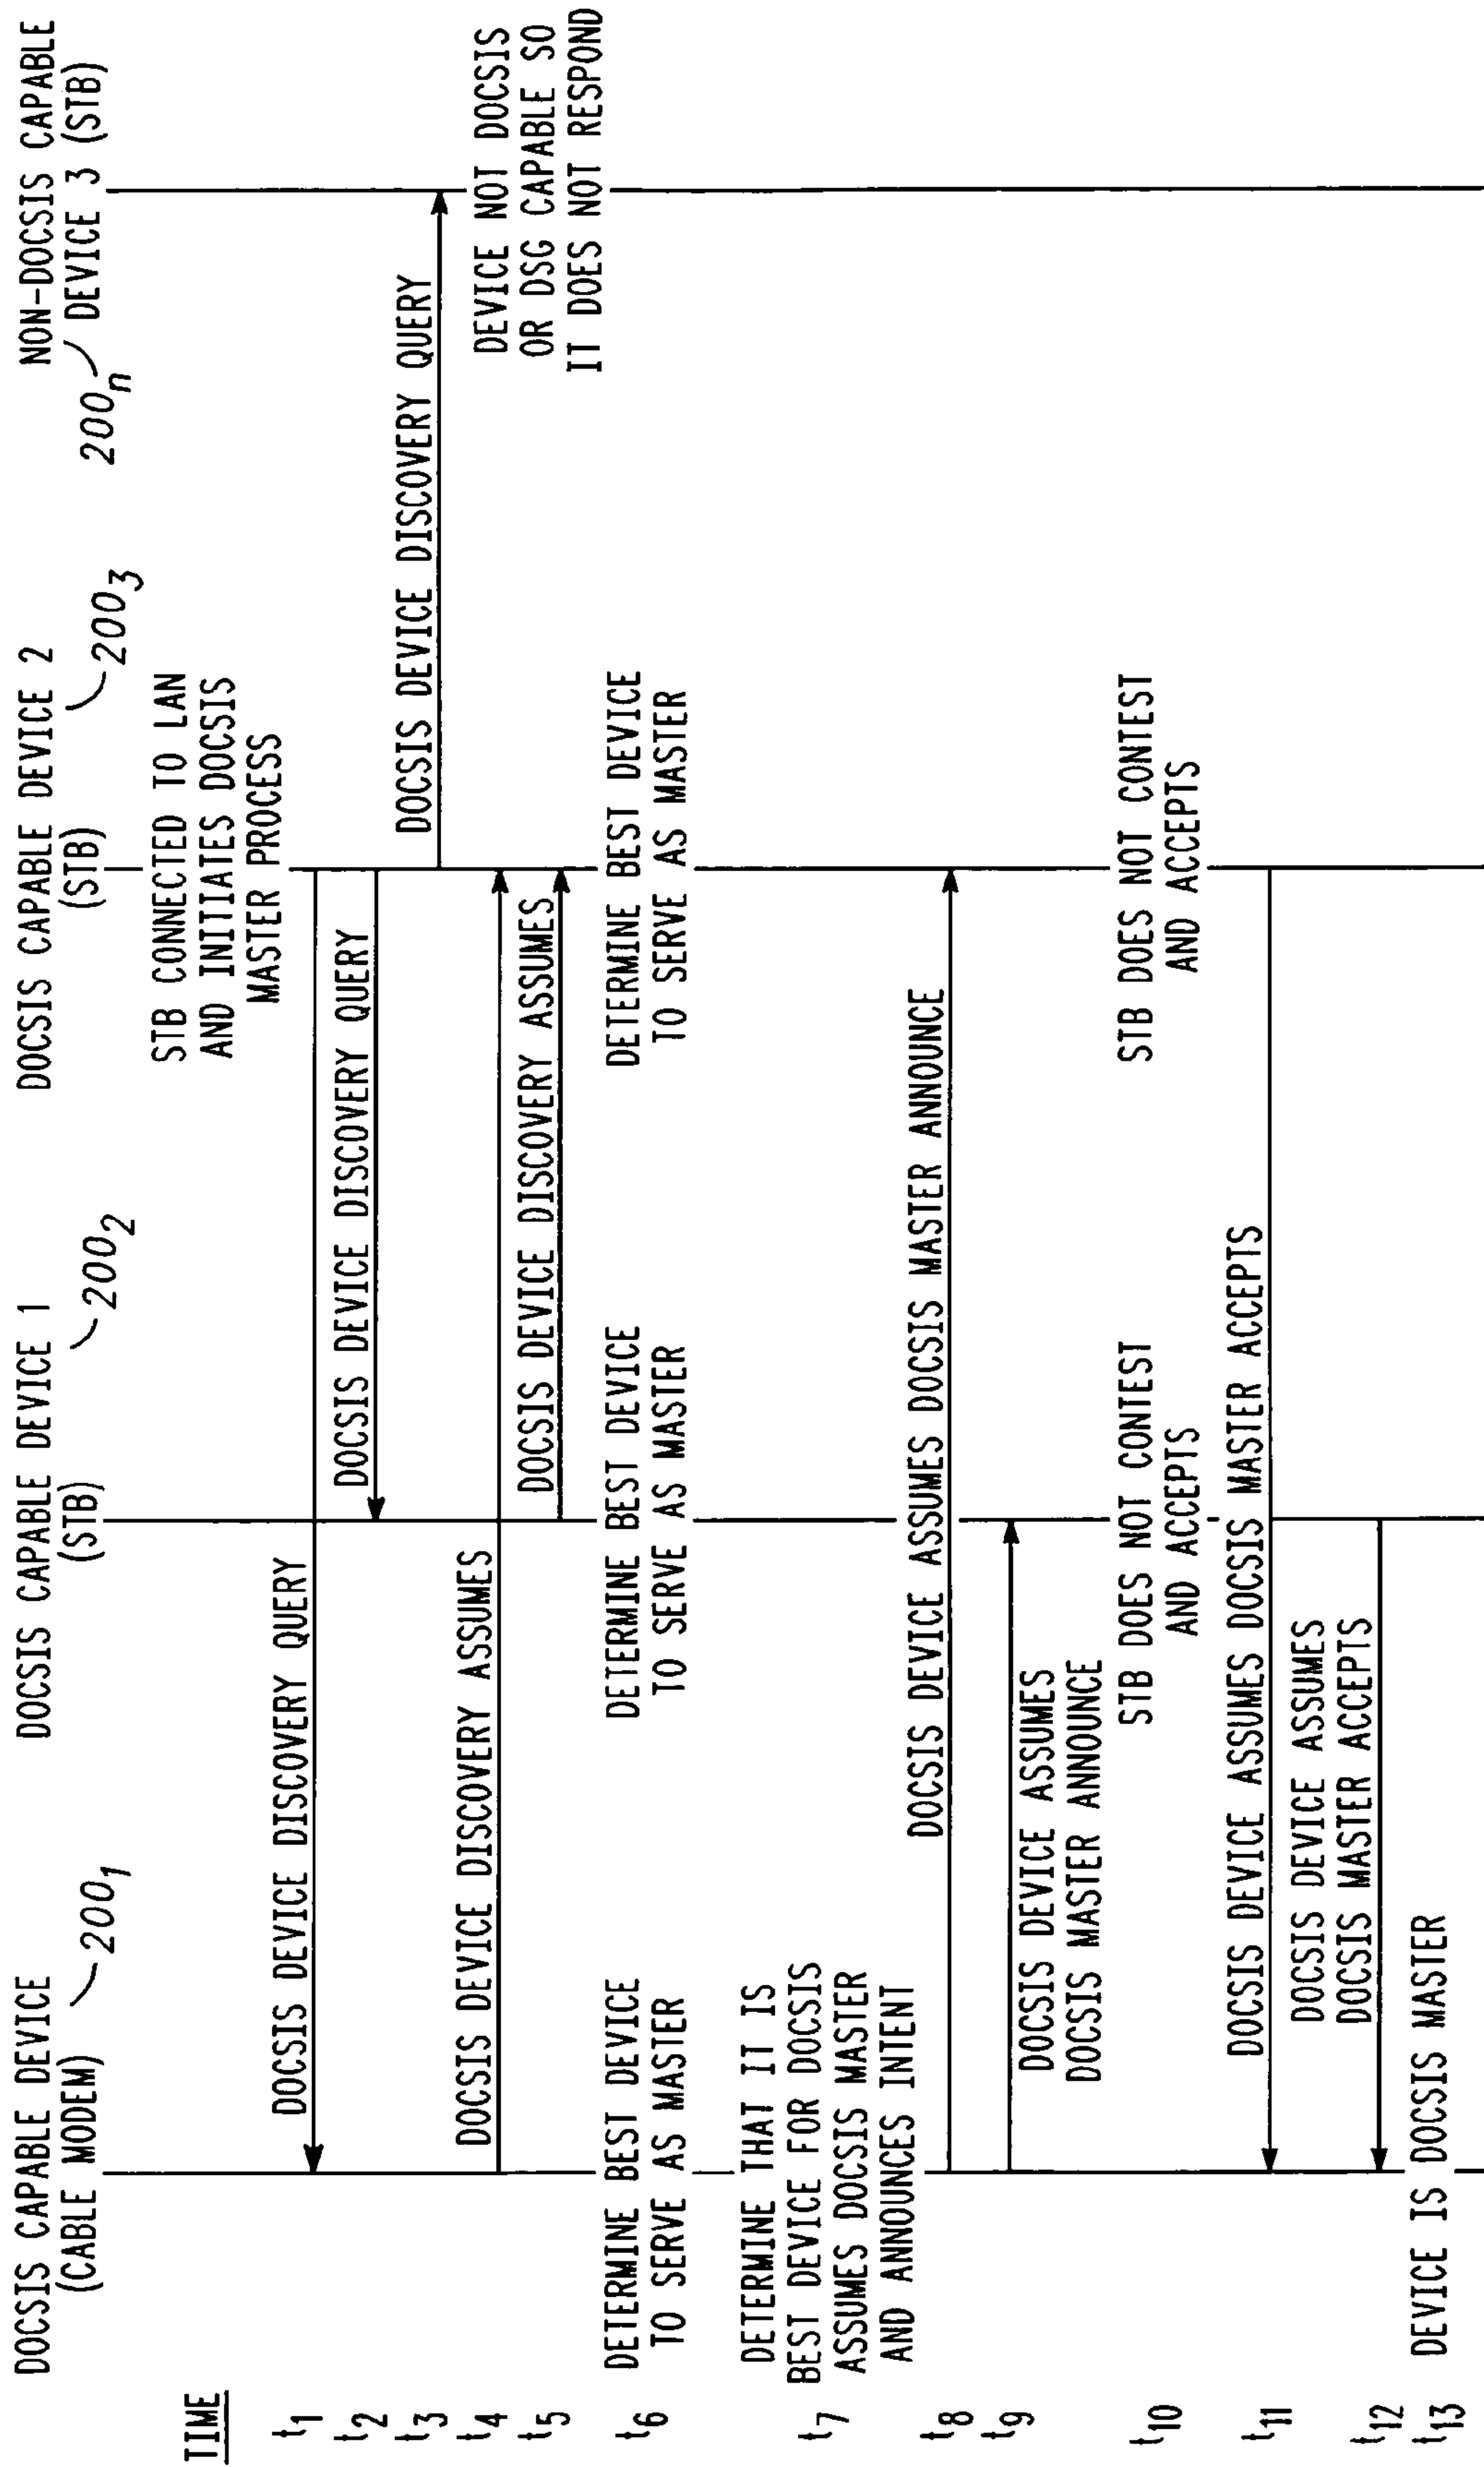 DOCSIS CAPABLE DEVICE
(CABLE MODEM)
200₁
DOCSIS CAPABLE DEVICE 1
(STB)
200₂
DOCSIS CAPABLE DEVICE 2
(STB)
200₃
NON-DOCSIS CAPABLE
DEVICE 3 (STB)
200ₙ
TIME
STB CONNECTED TO LAN
AND INITIATES DOCSIS
MASTER PROCESS
t₁
DOCSIS DEVICE DISCOVERY QUERY
t₂
DOCSIS DEVICE DISCOVERY QUERY
t₃
DOCSIS DEVICE DISCOVERY QUERY
t₄
DOCSIS DEVICE DISCOVERY ASSUMES
DEVICE NOT DOCSIS
OR DSG CAPABLE SO
IT DOES NOT RESPOND
t₅
DOCSIS DEVICE DISCOVERY ASSUMES
t₆
DETERMINE BEST DEVICE
TO SERVE AS MASTER
DETERMINE BEST DEVICE
TO SERVE AS MASTER
DETERMINE BEST DEVICE
TO SERVE AS MASTER
t₇
DETERMINE THAT IT IS
BEST DEVICE FOR DOCSIS
ASSUMES DOCSIS MASTER
AND ANNOUNCES INTENT
t₈
DOCSIS DEVICE ASSUMES DOCSIS MASTER ANNOUNCE
t₉
DOCSIS DEVICE ASSUMES
DOCSIS MASTER ANNOUNCE
t₁₀
STB DOES NOT CONTEST
AND ACCEPTS
STB DOES NOT CONTEST
AND ACCEPTS
t₁₁
DOCSIS DEVICE ASSUMES DOCSIS MASTER ACCEPTS
t₁₂
DOCSIS DEVICE ASSUMES
DOCSIS MASTER ACCEPTS
t₁₃
DEVICE IS DOCSIS MASTER